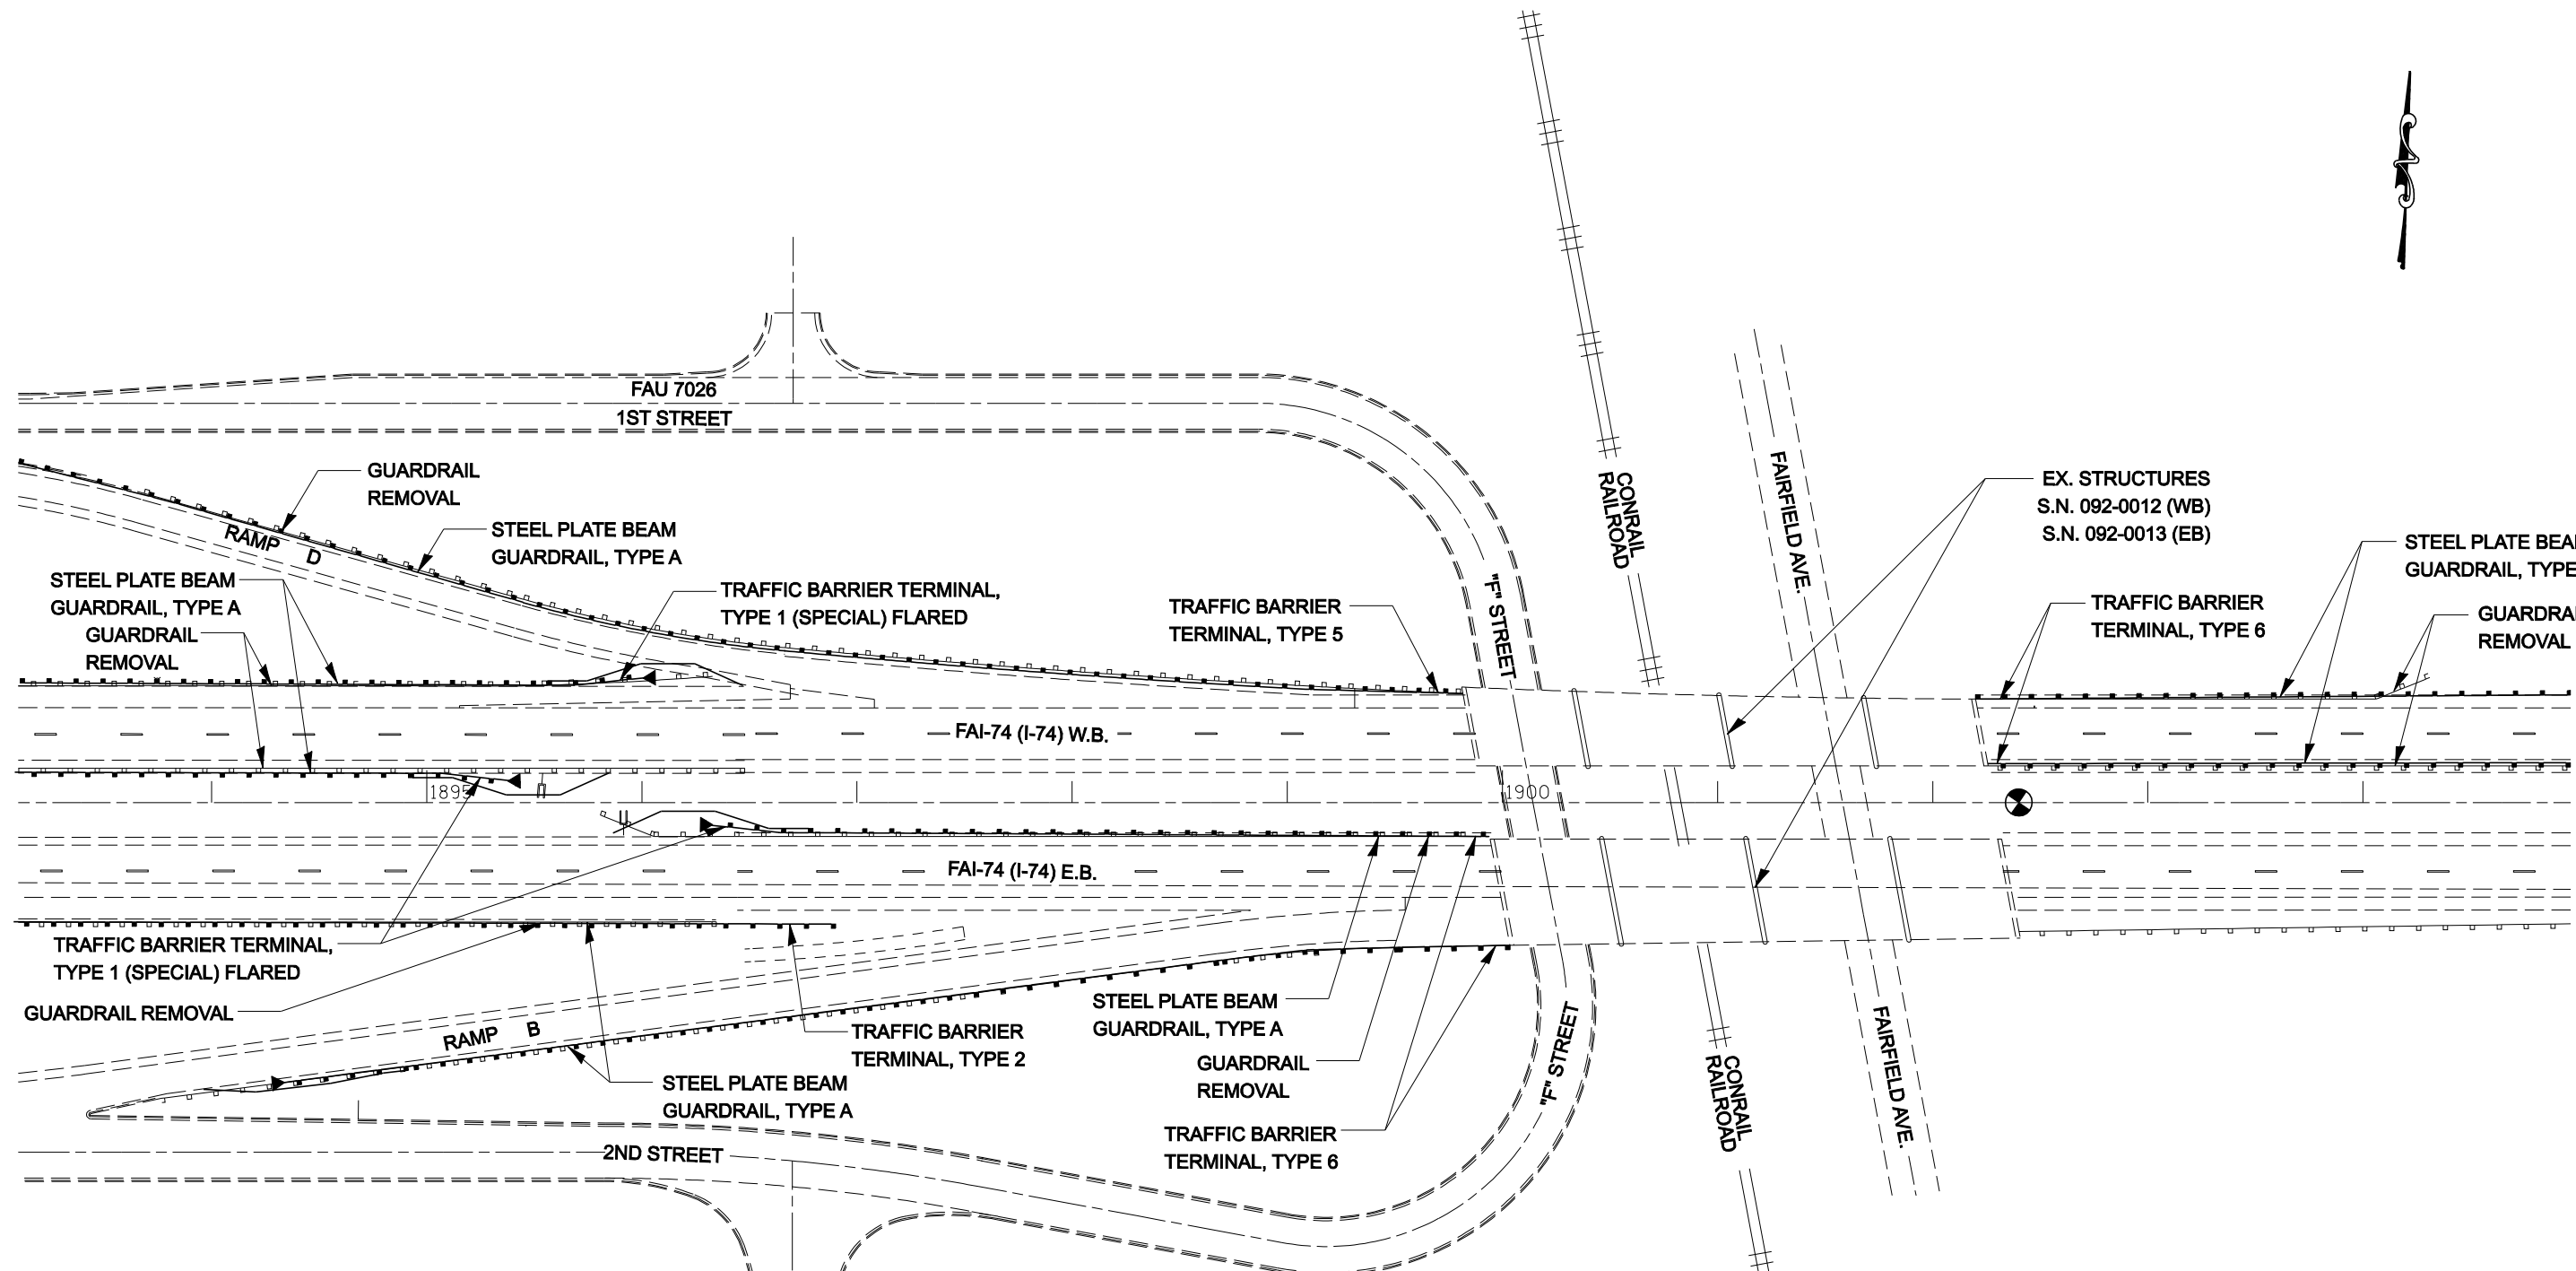 FAU 7026
1ST STREET
GUARDRAIL
REMOVAL
STEEL PLATE BEAM
GUARDRAIL, TYPE A
RAMP D
STEEL PLATE BEAM
GUARDRAIL, TYPE A
GUARDRAIL
REMOVAL
TRAFFIC BARRIER TERMINAL,
TYPE 1 (SPECIAL) FLARED
TRAFFIC BARRIER
TERMINAL, TYPE 5
"F" STREET
CONRAIL
RAILROAD
FAIRFIELD AVE.
EX. STRUCTURES
S.N. 092-0012 (WB)
S.N. 092-0013 (EB)
STEEL PLATE BEA
GUARDRAIL, TYPE
TRAFFIC BARRIER
TERMINAL, TYPE 6
GUARDRAI
REMOVAL
FAI-74 (I-74) W.B.
1895
1900
FAI-74 (I-74) E.B.
TRAFFIC BARRIER TERMINAL,
TYPE 1 (SPECIAL) FLARED
GUARDRAIL REMOVAL
RAMP B
TRAFFIC BARRIER
TERMINAL, TYPE 2
STEEL PLATE BEAM
GUARDRAIL, TYPE A
STEEL PLATE BEAM
GUARDRAIL, TYPE A
GUARDRAIL
REMOVAL
TRAFFIC BARRIER
TERMINAL, TYPE 6
"F" STREET
CONRAIL
RAILROAD
FAIRFIELD AVE.
2ND STREET